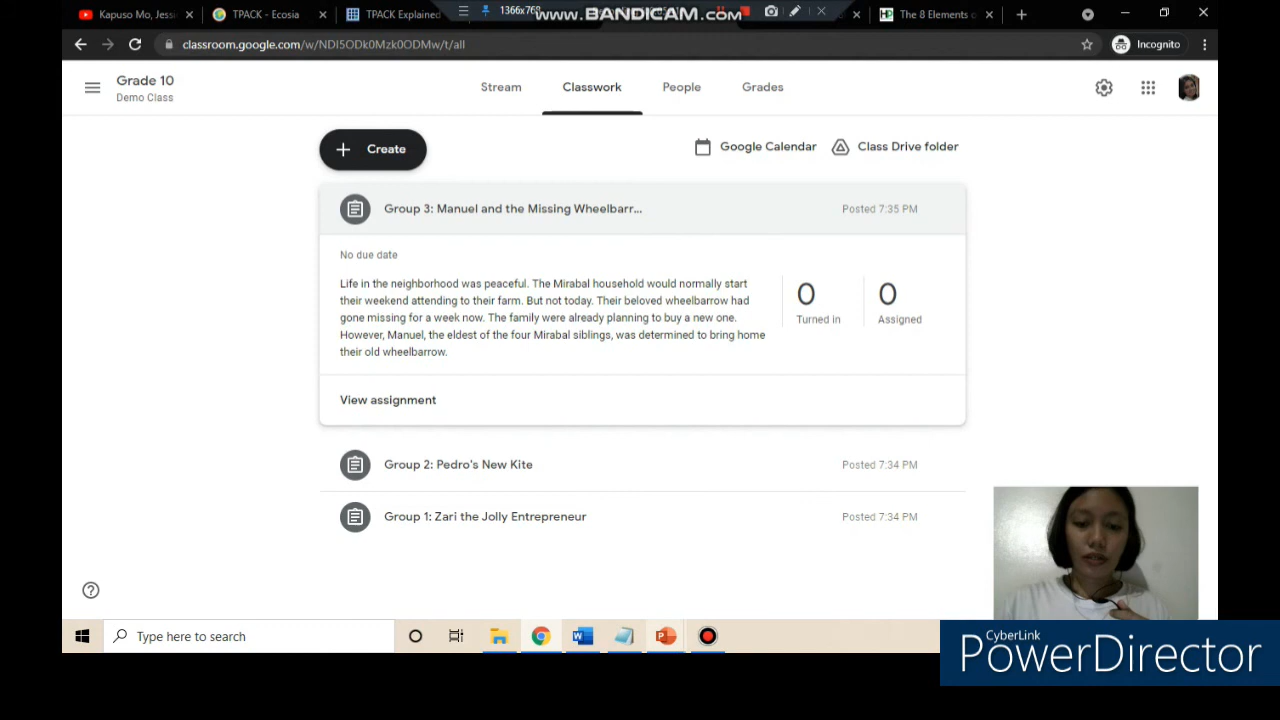 Kapuso Mo, Jess
TPACK - Ecosia
TPACK Explained
1366x768
www.BANDICAM.com
The 8 Elements o
classroom.google.com/w/NDI5ODk0Mzk0ODMw/t/all
Incognito
Grade 10
Demo Class
Stream
Classwork
People
Grades
Create
Google Calendar
Class Drive folder
Group 3: Manuel and the Missing Wheelbarr...
Posted 7:35 PM
No due date
Life in the neighborhood was peaceful. The Mirabal household would normally start
their weekend attending to their farm. But not today. Their beloved wheelbarrow had
gone missing for a week now. The family were already planning to buy a new one.
However, Manuel, the eldest of the four Mirabal siblings, was determined to bring home
their old wheelbarrow.
0
Turned in
0
Assigned
View assignment
Group 2: Pedro's New Kite
Posted 7:34 PM
Group 1: Zari the Jolly Entrepreneur
Posted 7:34 PM
Type here to search
CyberLink
PowerDirector